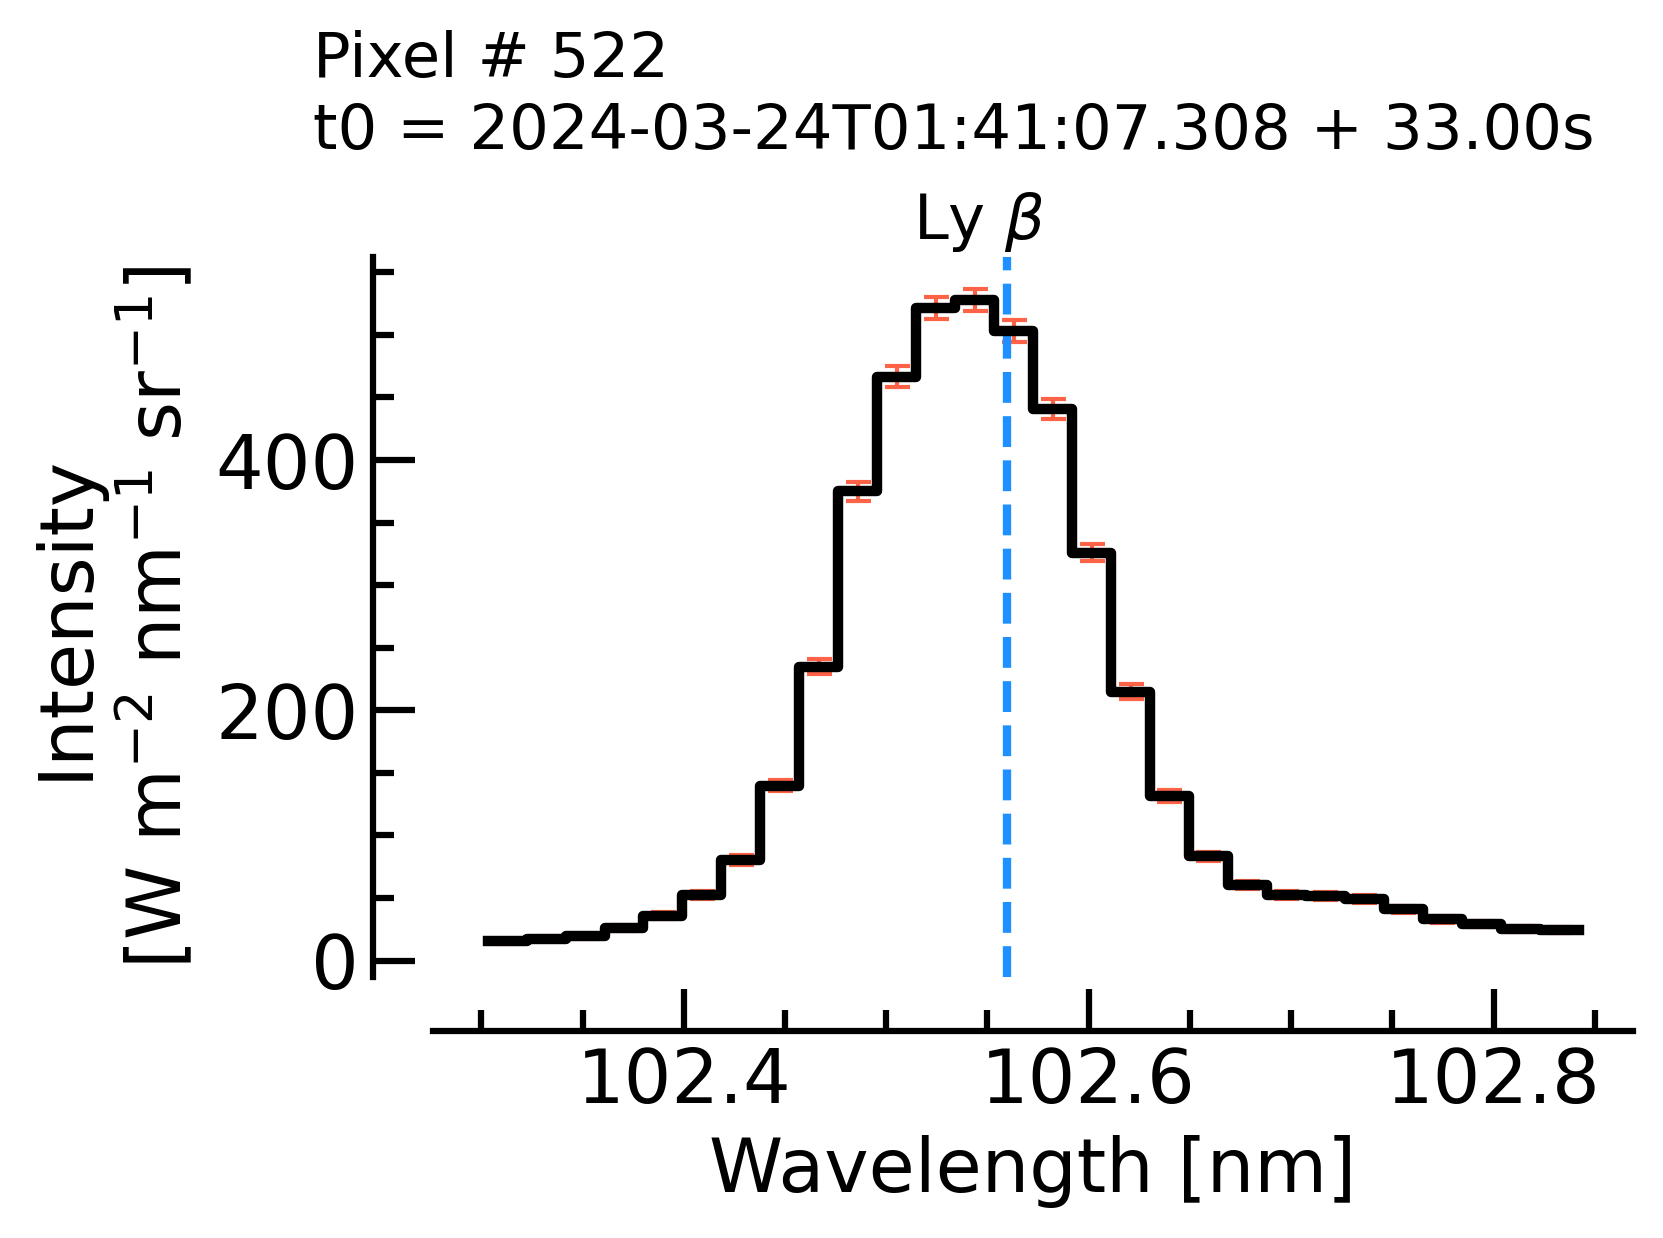 Pixel # 522
t0 = 2024-03-24T01:41:07.308 + 33.00s
Ly β
Intensity
[W m⁻² nm⁻¹ sr⁻¹]
400
200
0
102.4 102.6 102.8
Wavelength [nm]